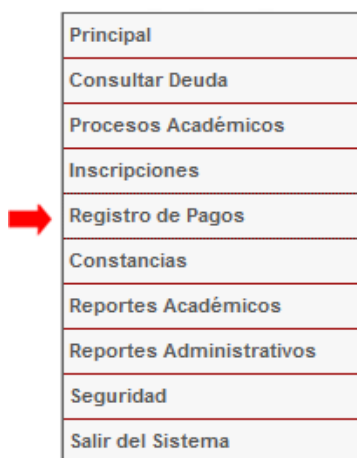 Principal
Consultar Deuda
Procesos Académicos
Inscripciones
Registro de Pagos
Constancias
Reportes Académicos
Reportes Administrativos
Seguridad
Salir del Sistema